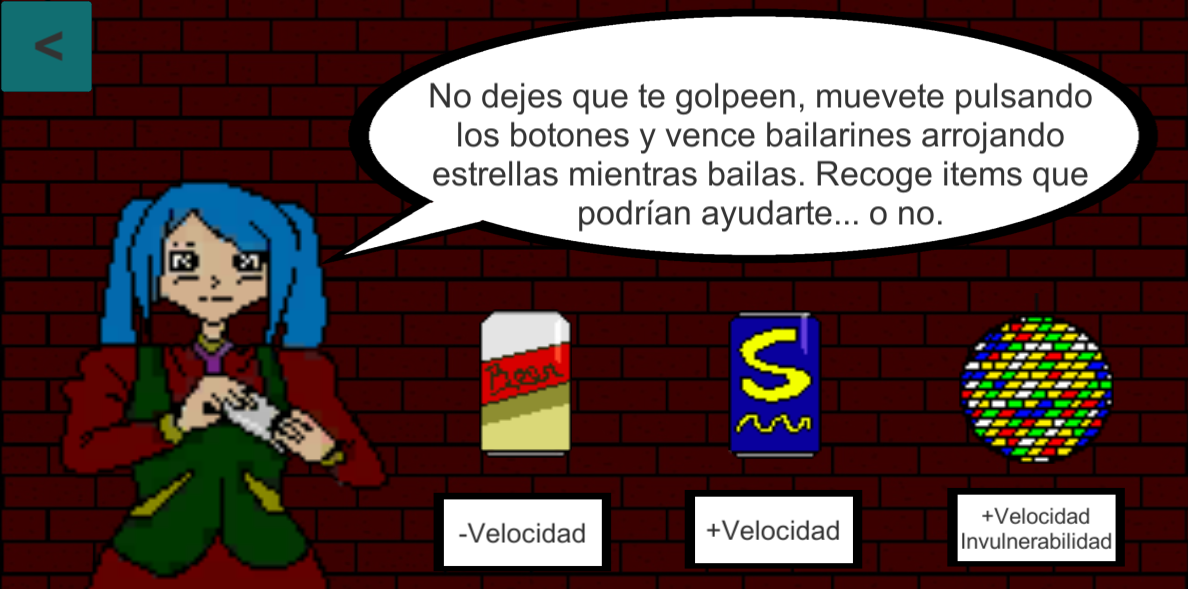 <
No dejes que te golpeen, muevete pulsando
los botones y vence bailarines arrojando
estrellas mientras bailas. Recoge items que
podrían ayudarte... o no.
Beer
S
-Velocidad
+Velocidad
+Velocidad
Invulnerabilidad